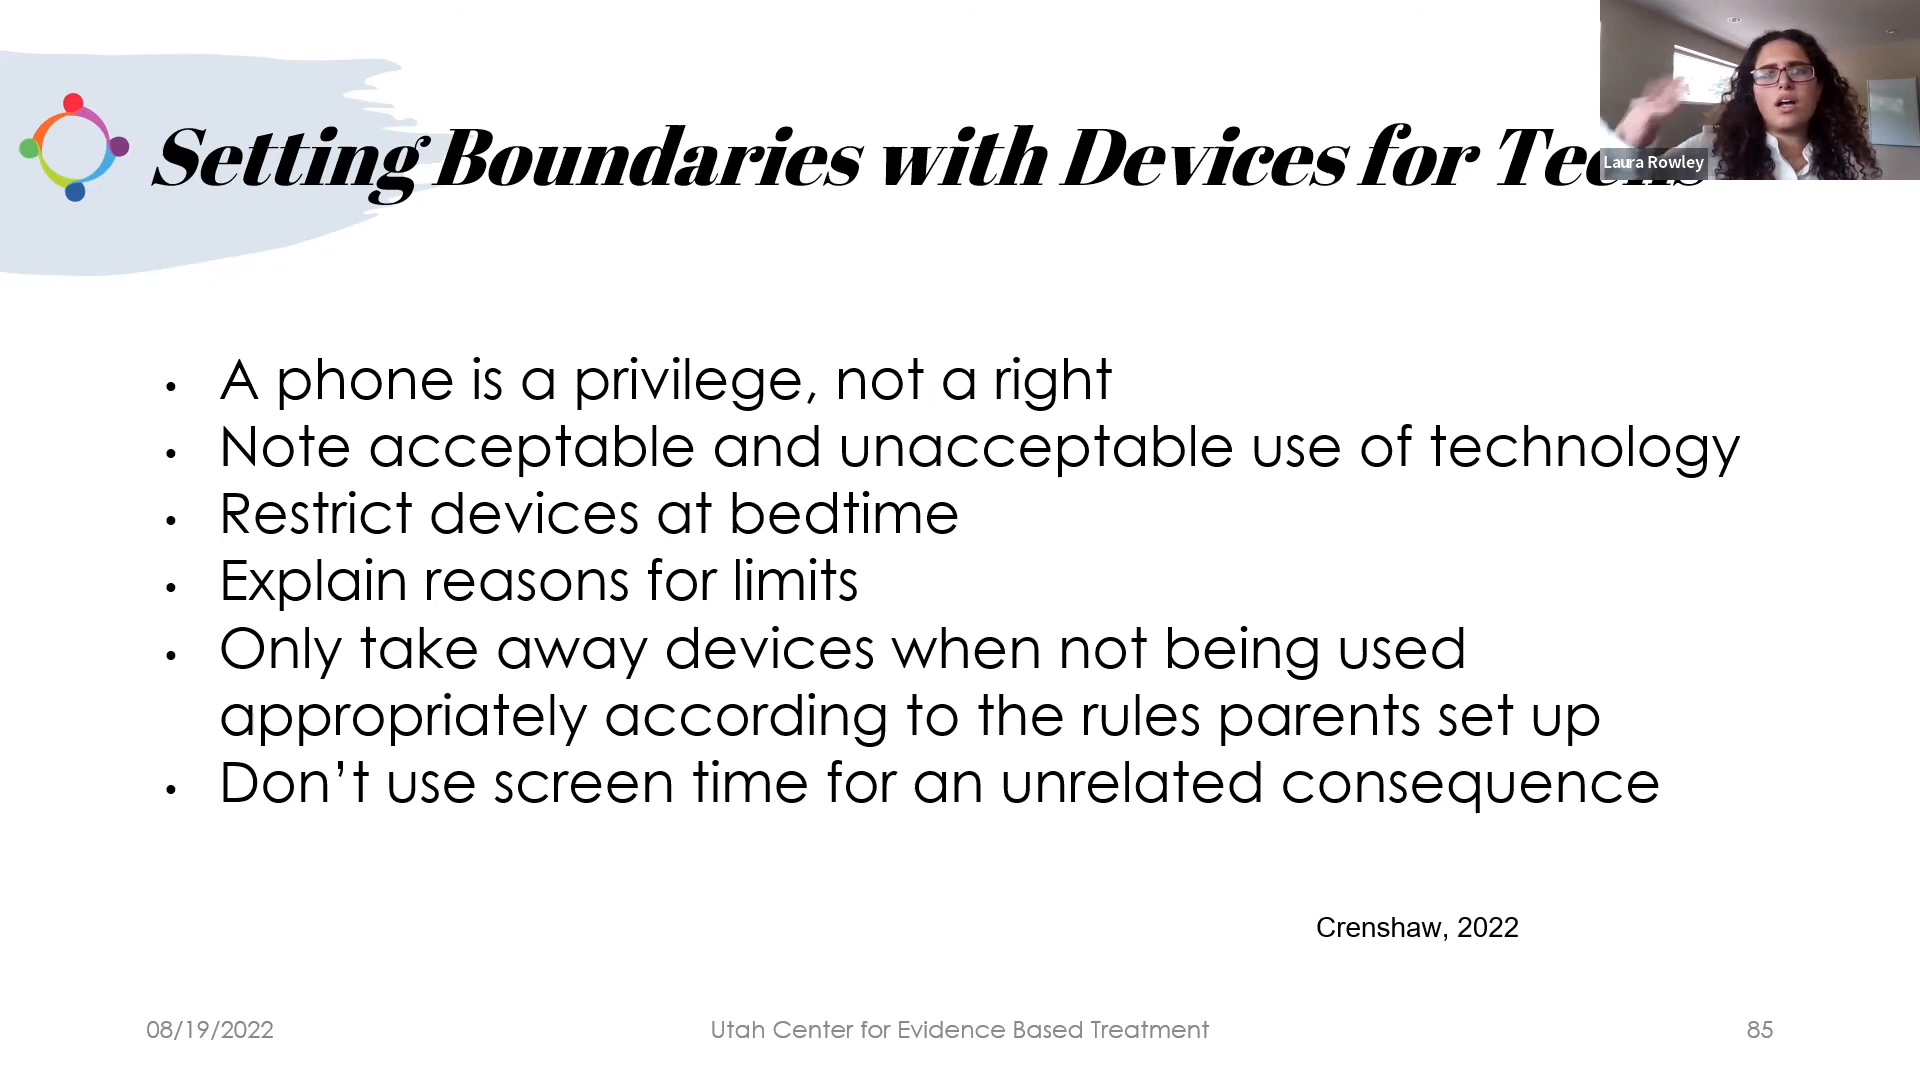 Setting Boundaries with Devices for Teens
Laura Rowley
• A phone is a privilege, not a right
• Note acceptable and unacceptable use of technology
• Restrict devices at bedtime
• Explain reasons for limits
• Only take away devices when not being used
appropriately according to the rules parents set up
• Don’t use screen time for an unrelated consequence
Crenshaw, 2022
08/19/2022
Utah Center for Evidence Based Treatment
85